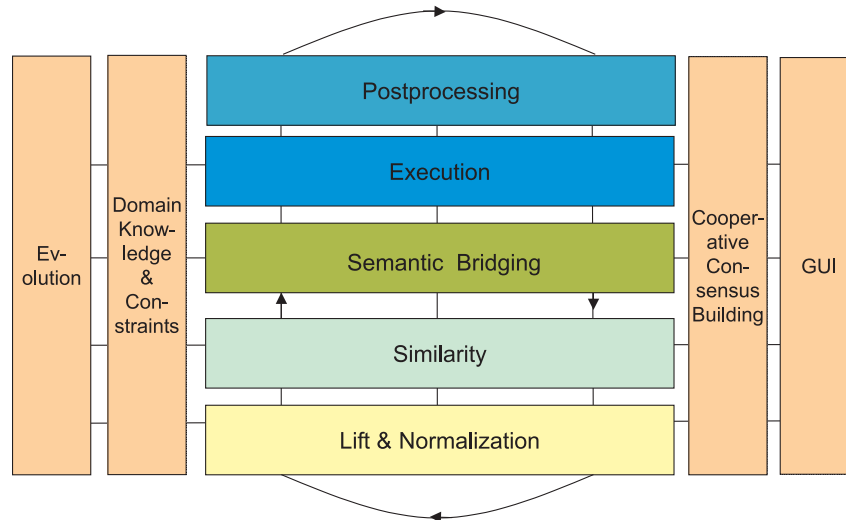 Postprocessing
Execution
Semantic Bridging
Similarity
Lift & Normalization
Ev-
olution
Domain
Know-
ledge
&
Con-
straints
Cooper-
ative
Con-
sensus
Building
GUI